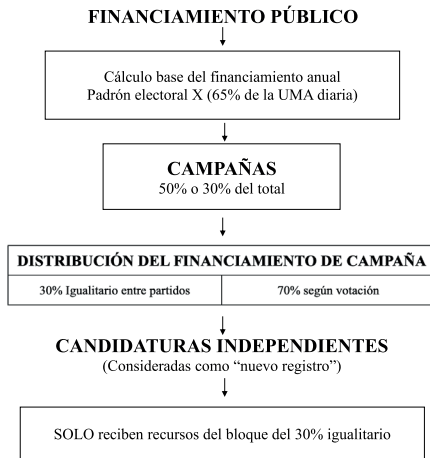 FINANCIAMIENTO PÚBLICO
Cálculo base del financiamiento anual
Padrón electoral X (65% de la UMA diaria)
CAMPAÑAS
50% o 30% del total
DISTRIBUCIÓN DEL FINANCIAMIENTO DE CAMPAÑA
30% Igualitario entre partidos
70% según votación
CANDIDATURAS INDEPENDIENTES
(Consideradas como “nuevo registro”)
SOLO reciben recursos del bloque del 30% igualitario